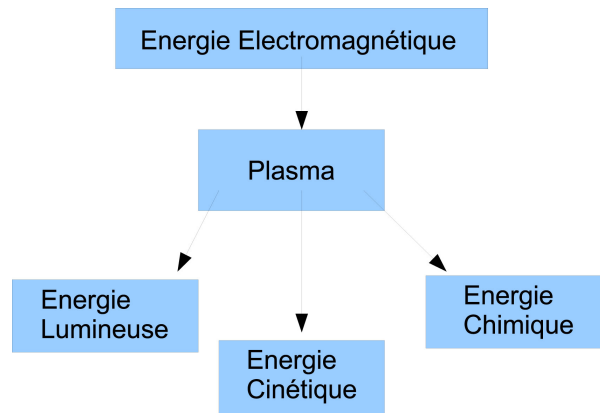 Energie Electromagnétique
Plasma
Energie
Lumineuse
Energie
Cinétique
Energie
Chimique